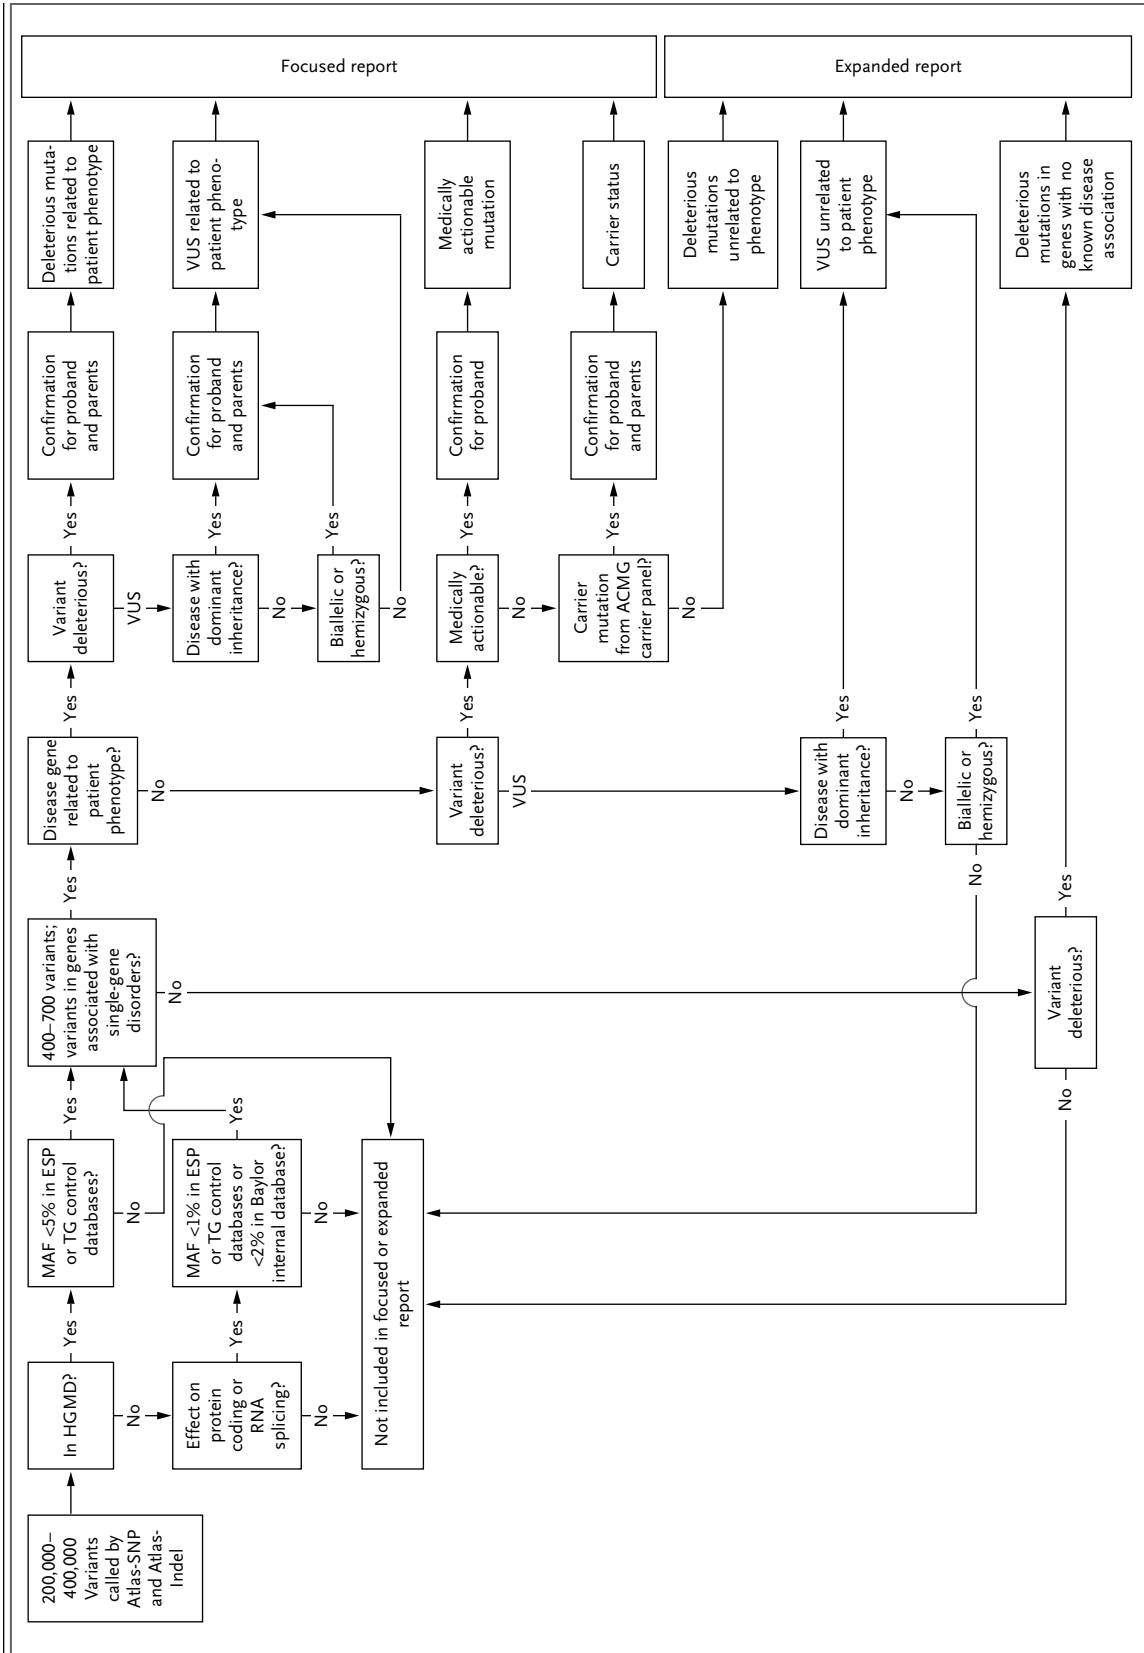 200,000–
400,000
Variants
called by
Atlas-SNP
and Atlas-
Indel
In HGMD?
Yes
No
MAF <5% in ESP
or TG control
databases?
Yes
No
Effect on
protein
coding or
RNA
splicing?
Yes
No
MAF <1% in ESP
or TG control
databases or
<2% in Baylor
internal database?
Yes
No
Not included in focused or expanded
report
400–700 variants;
variants in genes
associated with
single-gene
disorders?
Yes
No
Disease gene
related to
patient
phenotype?
Yes
No
Variant
deleterious?
Yes
VUS
Confirmation
for proband
and parents
Deleterious muta-
tions related to
patient phenotype
Disease with
dominant
inheritance?
Yes
No
Confirmation
for proband
and parents
VUS related to
patient pheno-
type
Biallelic or
hemizygous?
Yes
No
Variant
deleterious?
Yes
VUS
Medically
actionable?
Yes
No
Confirmation
for proband
Medically
actionable
mutation
Carrier
mutation
from ACMG
carrier panel?
Yes
No
Confirmation
for proband
and parents
Carrier status
Deleterious
mutations
unrelated to
phenotype
Disease with
dominant
inheritance?
Yes
No
VUS unrelated
to patient
phenotype
Biallelic or
hemizygous?
Yes
No
Variant
deleterious?
Yes
No
Deleterious
mutations in
genes with no
known disease
association
Focused report
Expanded report